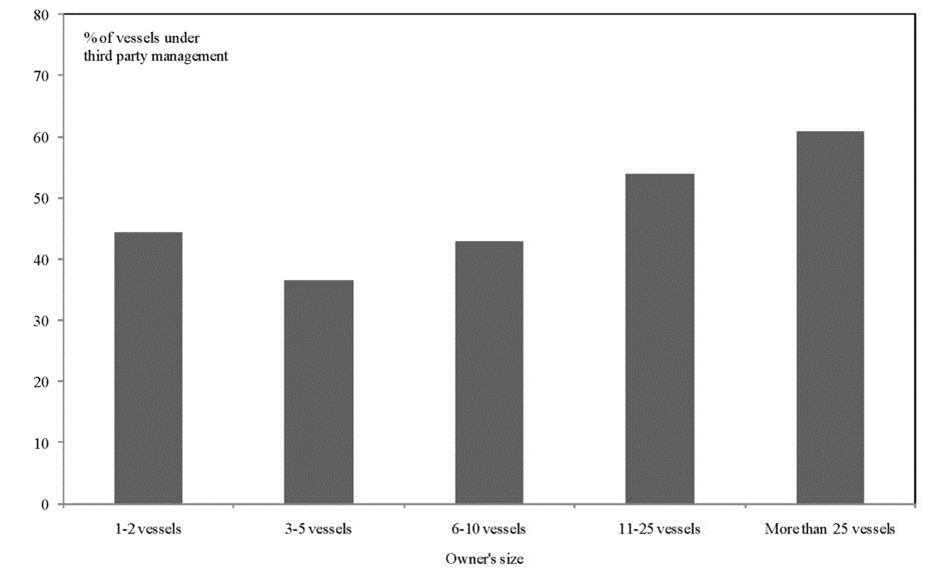 80
% of vessels under
third party management
70
60
50
40
30
20
10
0
1-2 vessels
3-5 vessels
6-10 vessels
11-25 vessels
More than 25 vessels
Owner's size